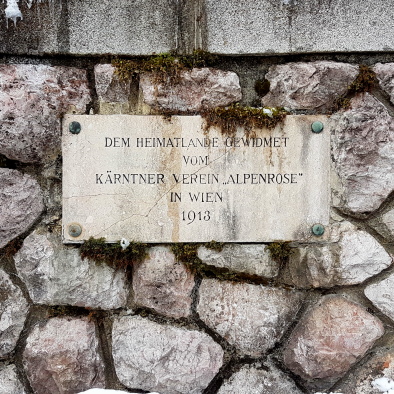 DEM HEIMATLANDE GEWIDMET
VOM
KÄRNTNER VEREIN „ALPENROSE"
IN WIEN
1913